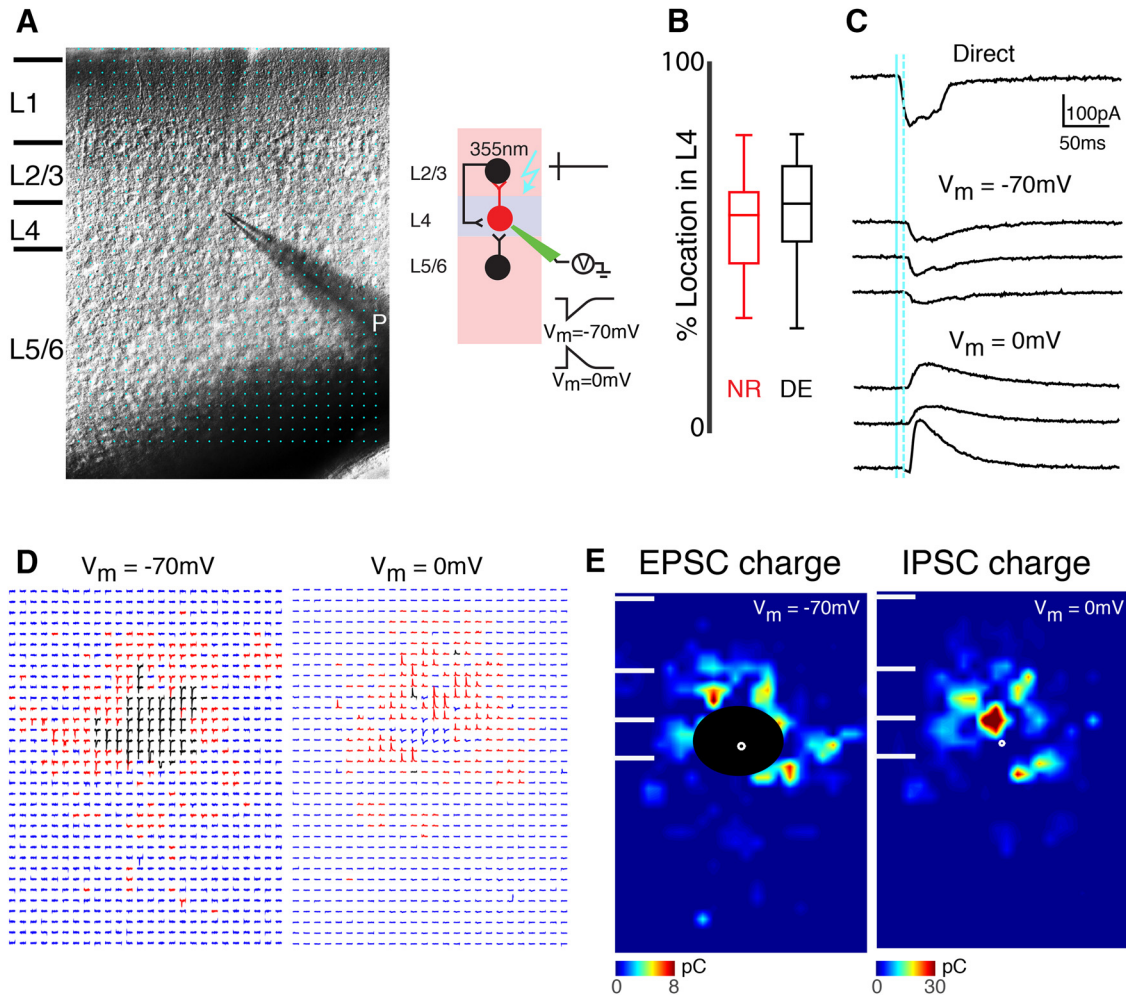 A
L1
L2/3
L4
L5/6
P
355nm
L2/3
L4
L5/6
V
Vm=-70mV
Vm=0mV
B
100
% Location in L4
0
NR
DE
C
Direct
100pA
50ms
Vm = -70mV
Vm = 0mV
D
Vm = -70mV
Vm = 0mV
E
EPSC charge
Vm = -70mV
0 8 pC
IPSC charge
Vm = 0mV
0 30 pC